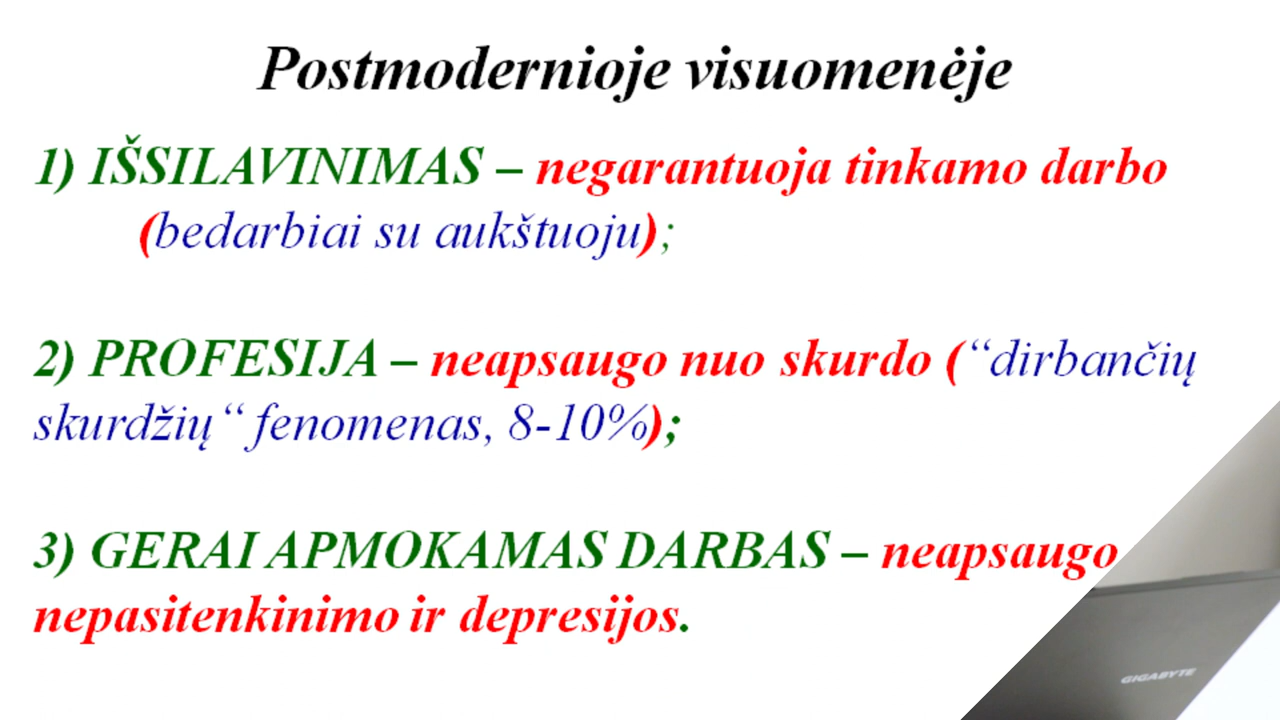 Postmodernioje visuomenėje
1) IŠSILAVINIMAS – negarantuoja tinkamo darbo
(bedarbiai su aukštuoju);
2) PROFESIJA – neapsaugo nuo skurdo (“dirbančių
skurdžių“ fenomenas, 8-10%);
3) GERAI APMOKAMAS DARBAS – neapsaugo
nepasitenkinimo ir depresijos.
GIGABYTE